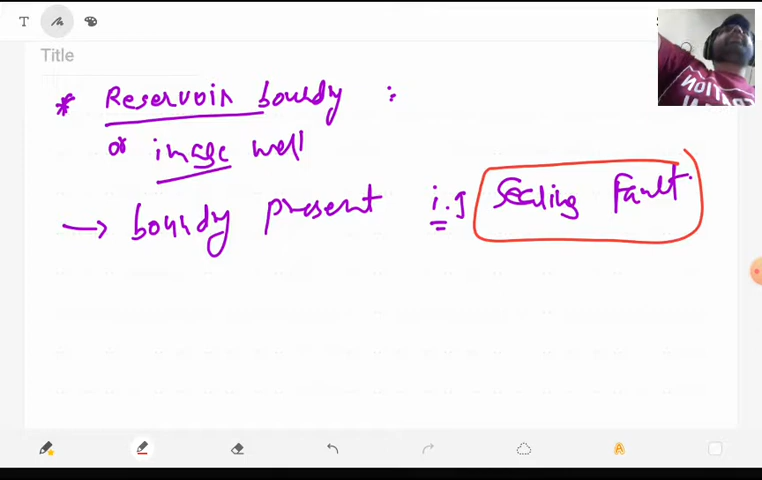 T
Title
* Reservoir boundy :
or image well
→ boundy present i.e Sealing Fault.
A